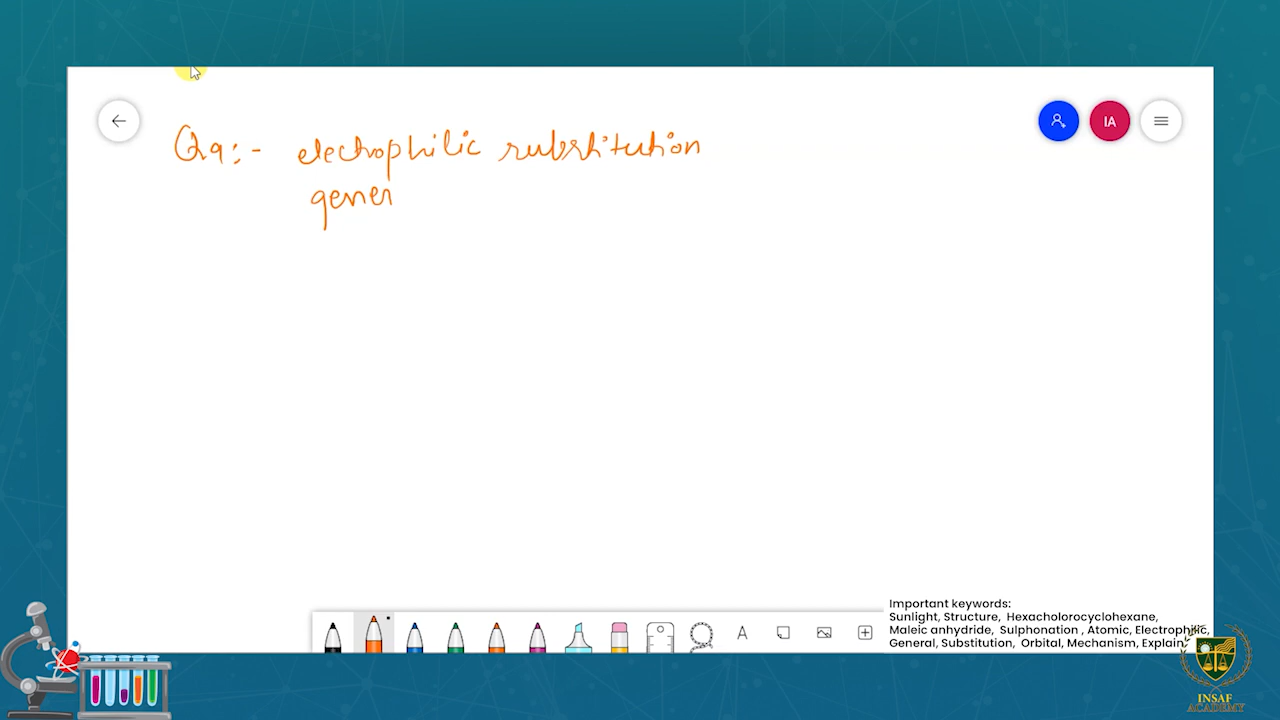 Q9:- electrophilic substitution
gener
IA
A
Important keywords:
Sunlight, Structure, Hexacholorocyclohexane,
Maleic anhydride, Sulphonation , Atomic, Electrophilic,
General, Substitution, Orbital, Mechanism, Explain
INSAF
ACADEMY